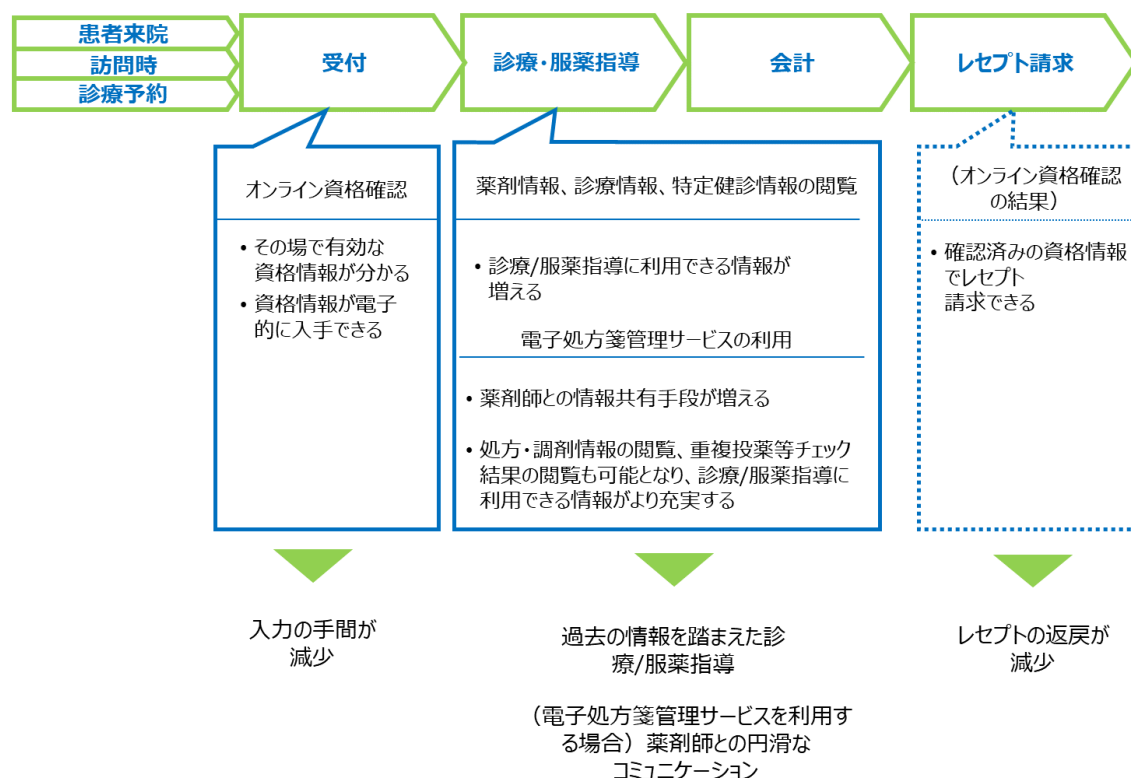 患者来院
訪問時
診療予約
受付
診療・服薬指導
会計
レセプト請求
オンライン資格確認
• その場で有効な
資格情報が分かる
• 資格情報が電子
的に入手できる
薬剤情報、診療情報、特定健診情報の閲覧
• 診療/服薬指導に利用できる情報が
増える
電子処方箋管理サービスの利用
• 薬剤師との情報共有手段が増える
• 処方・調剤情報の閲覧、重複投薬等チェック
結果の閲覧も可能となり、診療/服薬指導に
利用できる情報がより充実する
（オンライン資格確認
の結果）
• 確認済みの資格情報
でレセプト
請求できる
入力の手間が
減少
過去の情報を踏まえた診
療/服薬指導
（電子処方箋管理サービスを利用す
る場合）薬剤師との円滑な
コミュニケーション
レセプトの返戻が
減少